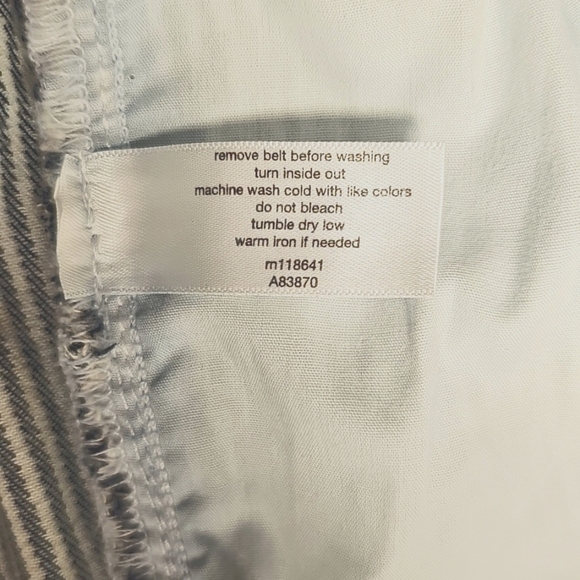 remove belt before washing
turn inside out
machine wash cold with like colors
do not bleach
tumble dry low
warm iron if needed
rn118641
A83870